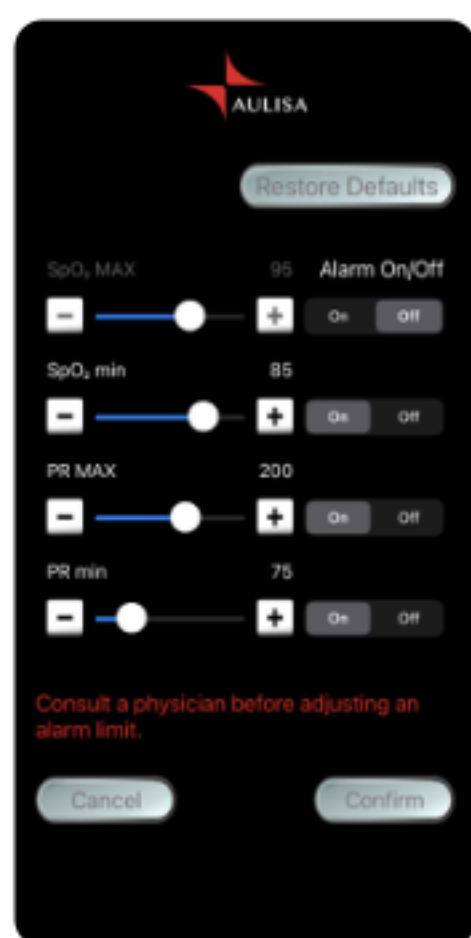 AULISA
Restore Defaults
SpO₂ MAX 95 Alarm On/Off
− + On Off
SpO₂ min 85
− + On Off
PR MAX 200
− + On Off
PR min 75
− + On Off
Consult a physician before adjusting an
alarm limit.
Cancel Confirm